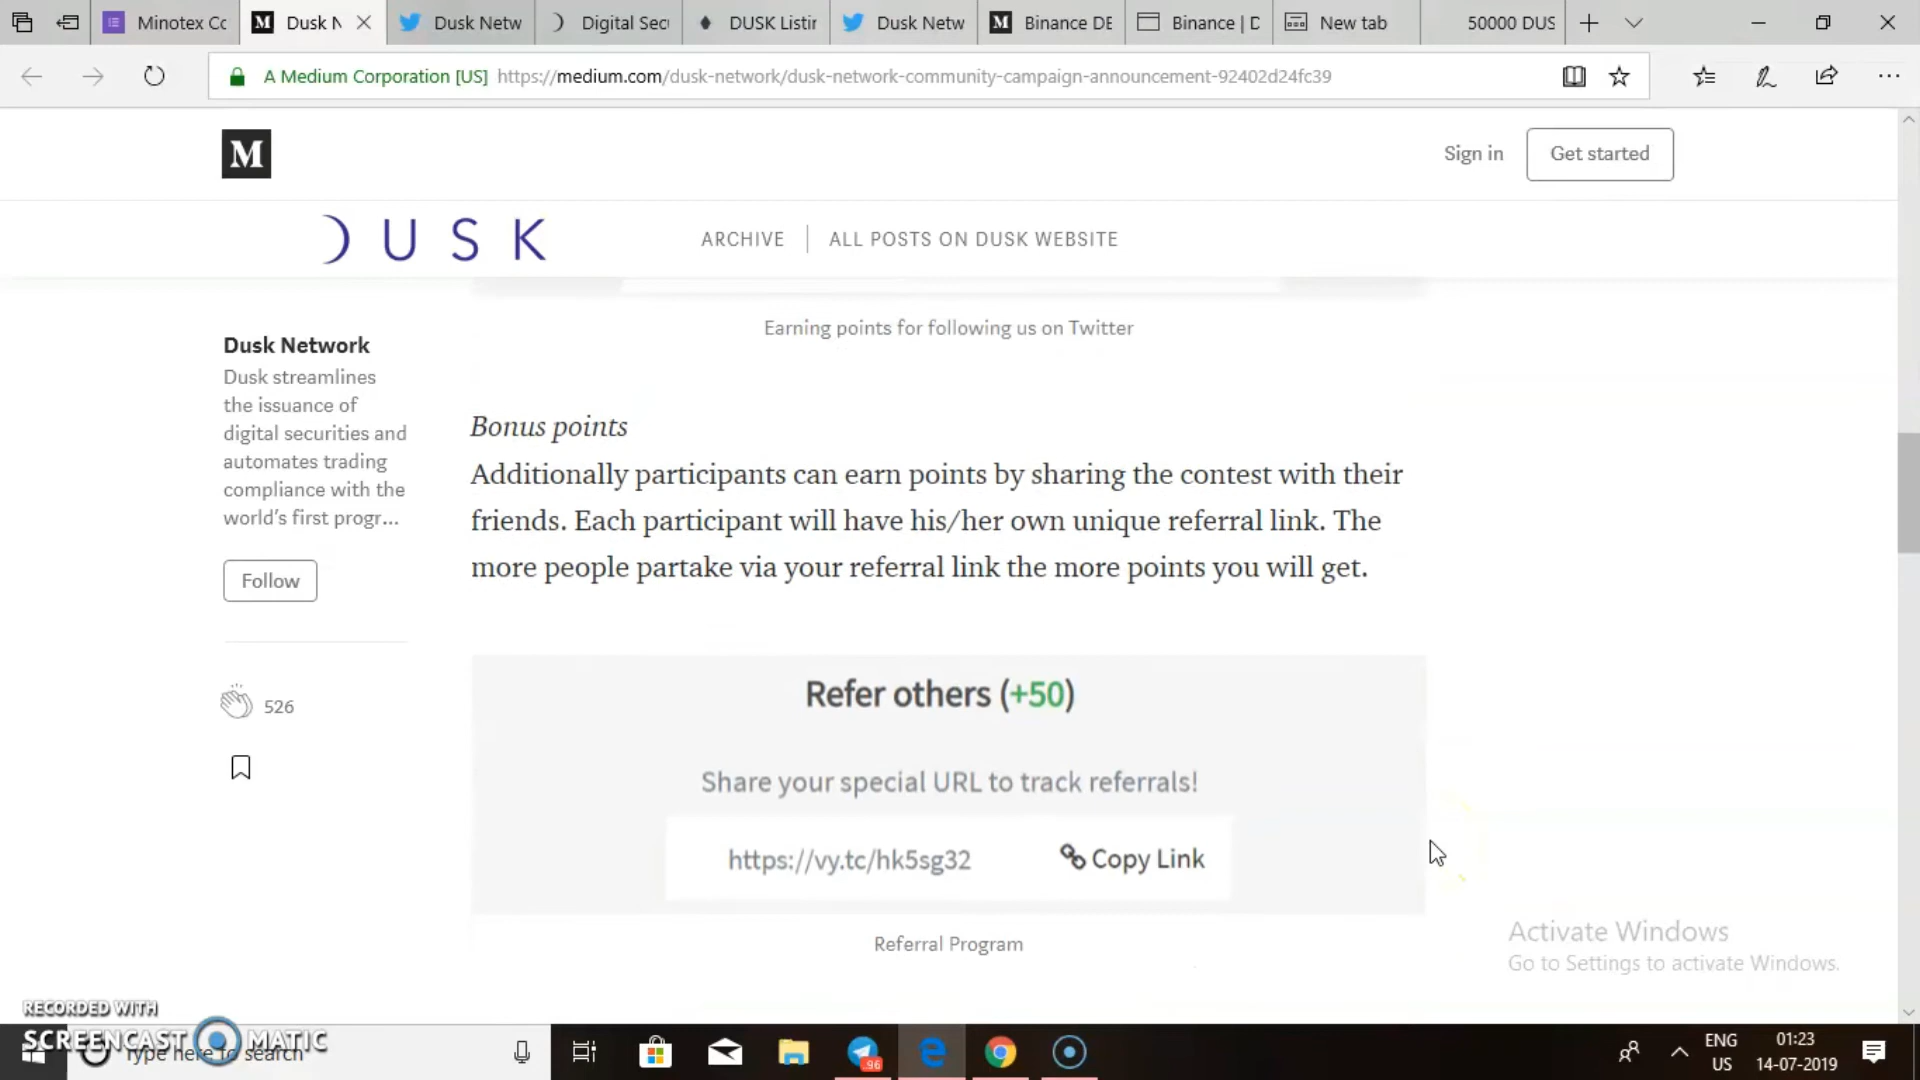 Minotex Cc
Dusk N
Dusk Netw
Digital Sec
DUSK Listin
Dusk Netw
Binance DE
Binance | D
New tab
50000 DUS
A Medium Corporation [US] https://medium.com/dusk-network/dusk-network-community-campaign-announcement-92402d24fc39
M
Sign in
Get started
DUSK
ARCHIVE
ALL POSTS ON DUSK WEBSITE
Earning points for following us on Twitter
Dusk Network
Dusk streamlines
the issuance of
digital securities and
automates trading
compliance with the
world's first progr...
Follow
526
Bonus points
Additionally participants can earn points by sharing the contest with their
friends. Each participant will have his/her own unique referral link. The
more people partake via your referral link the more points you will get.
Refer others (+50)
Share your special URL to track referrals!
https://vy.tc/hk5sg32
Copy Link
Referral Program
Activate Windows
Go to Settings to activate Windows.
RECORDED WITH
SCREENCAST MATIC
Type here to search
96
ENG
US
01:23
14-07-2019